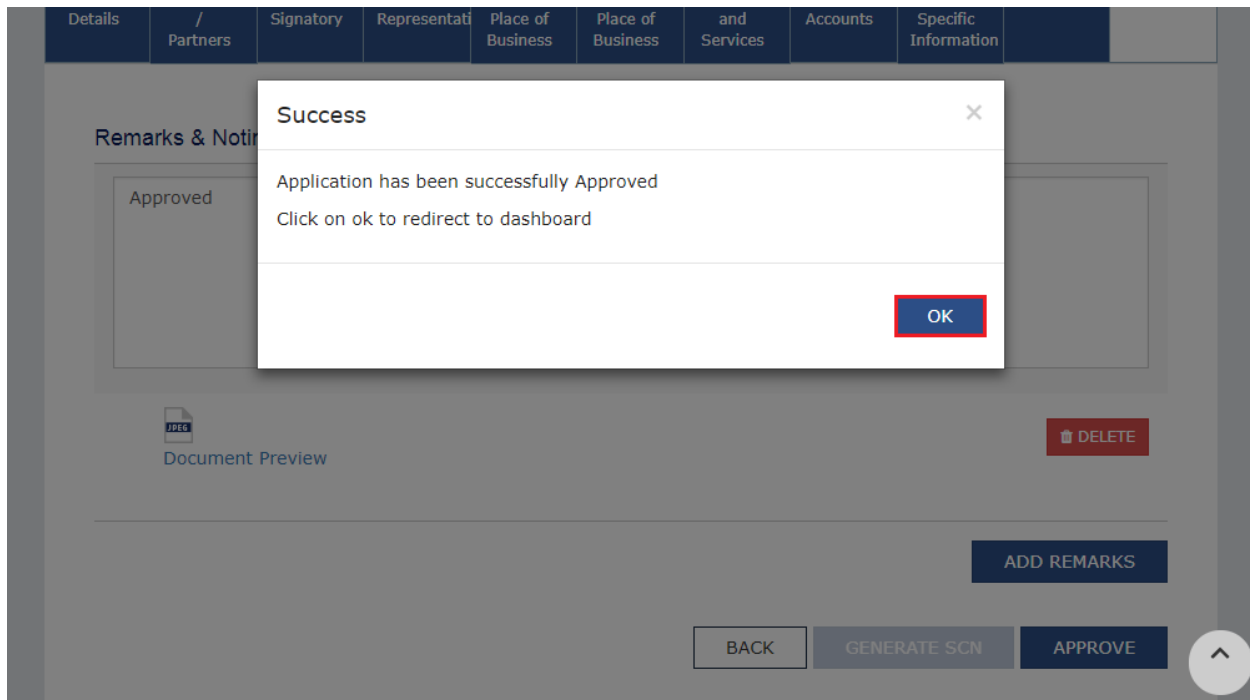 Details
/
Partners
Signatory
Representati
Place of
Business
Place of
Business
and
Services
Accounts
Specific
Information
Success
×
Remarks & Notin
Approved
Application has been successfully Approved
Click on ok to redirect to dashboard
OK
JPEG
Document Preview
DELETE
ADD REMARKS
BACK
GENERATE SCN
APPROVE